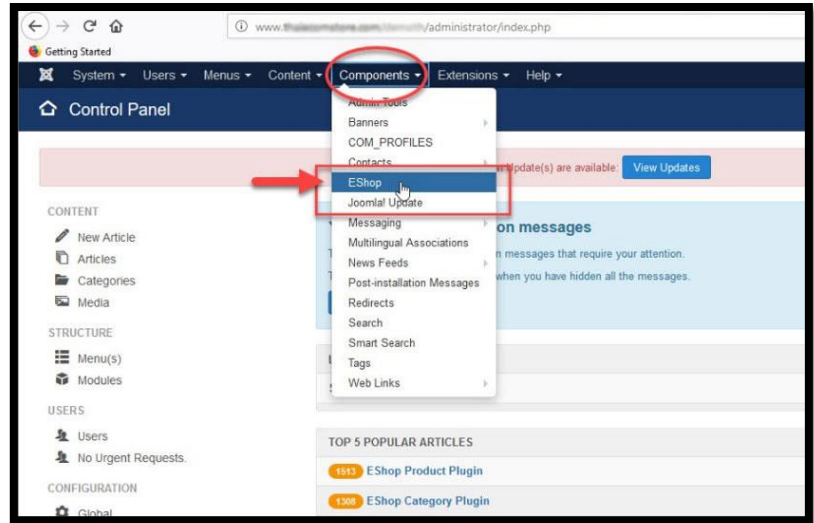 www. /administrator/index.php
Getting Started
System Users Menus Content Components Extensions Help
Control Panel
Admin Tools
Banners
COM_PROFILES
Contacts
Update(s) are available: View Updates
EShop
Joomla! Update
Messaging
Multilingual Associations
News Feeds
Post-installation Messages
Redirects
Search
Smart Search
Tags
Web Links
on messages
messages that require your attention.
when you have hidden all the messages.
CONTENT
New Article
Articles
Categories
Media
STRUCTURE
Menu(s)
Modules
USERS
Users
No Urgent Requests.
CONFIGURATION
Global
TOP 5 POPULAR ARTICLES
1513 EShop Product Plugin
1308 EShop Category Plugin